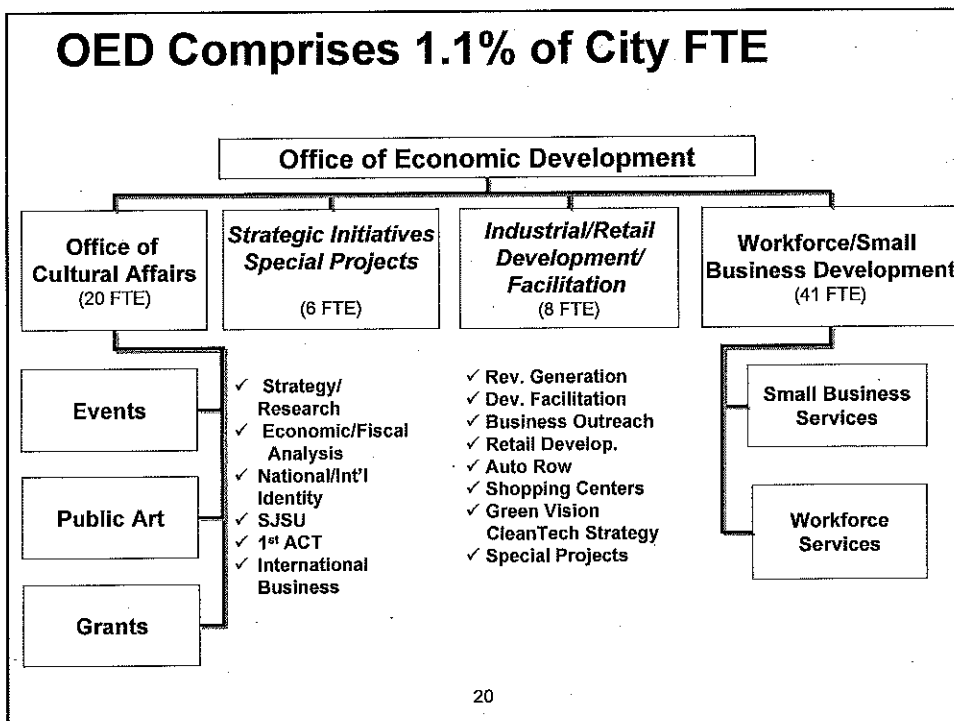 OED Comprises 1.1% of City FTE
Office of Economic Development
Office of
Cultural Affairs
(20 FTE)
Strategic Initiatives
Special Projects
(6 FTE)
Industrial/Retail
Development/
Facilitation
(8 FTE)
Workforce/Small
Business Development
(41 FTE)
Events
Public Art
Grants
✓ Strategy/
Research
✓ Economic/Fiscal
Analysis
✓ National/Int'l
Identity
✓ SJSU
✓ 1st ACT
✓ International
Business
✓ Rev. Generation
✓ Dev. Facilitation
✓ Business Outreach
✓ Retail Develop.
✓ Auto Row
✓ Shopping Centers
✓ Green Vision
CleanTech Strategy
✓ Special Projects
Small Business
Services
Workforce
Services
20